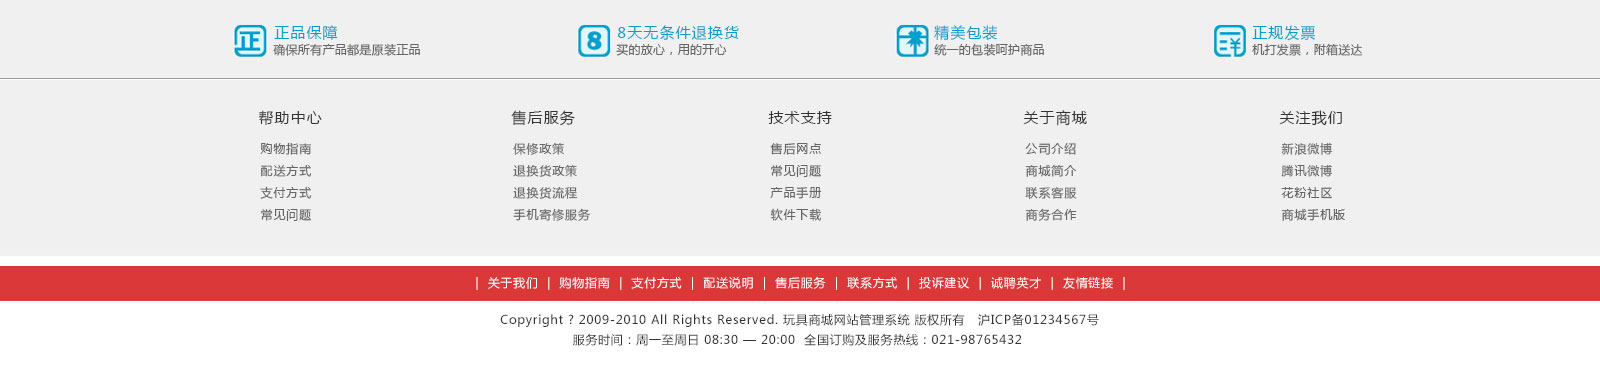 正 正品保障
确保所有产品都是原装正品
8 8天无条件退换货
买的放心，用的开心
精美包装
统一的包装呵护商品
¥ 正规发票
机打发票，附箱送达
帮助中心
购物指南
配送方式
支付方式
常见问题
售后服务
保修政策
退换货政策
退换货流程
手机寄修服务
技术支持
售后网点
常见问题
产品手册
软件下载
关于商城
公司介绍
商城简介
联系客服
商务合作
关注我们
新浪微博
腾讯微博
花粉社区
商城手机版
| 关于我们 | 购物指南 | 支付方式 | 配送说明 | 售后服务 | 联系方式 | 投诉建议 | 诚聘英才 | 友情链接 |
Copyright ? 2009-2010 All Rights Reserved. 玩具商城网站管理系统 版权所有 沪ICP备01234567号
服务时间：周一至周日 08:30 — 20:00 全国订购及服务热线：021-98765432